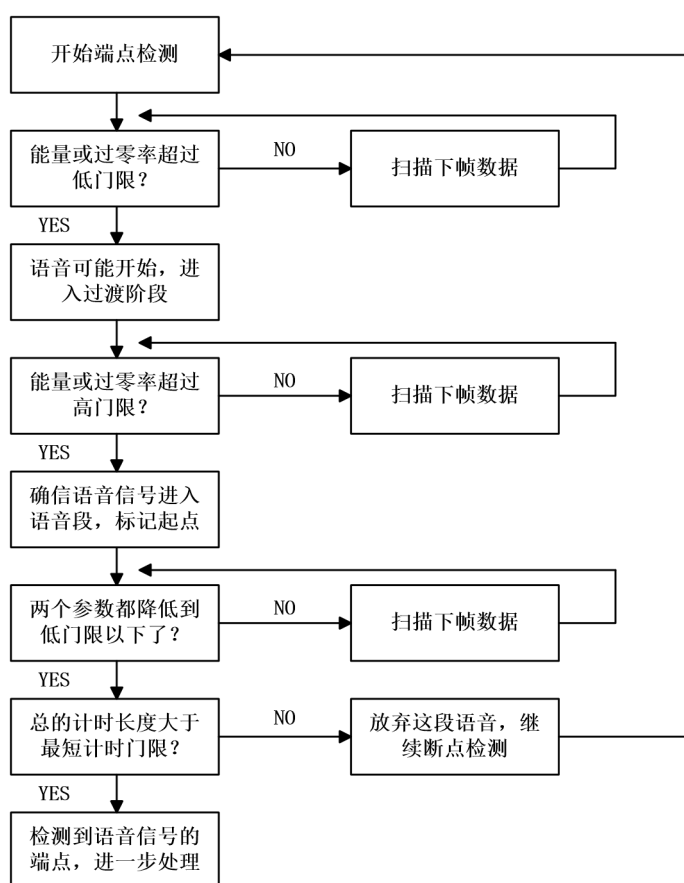 开始端点检测
能量或过零率超过
低门限？
NO
扫描下帧数据
YES
语音可能开始，进
入过渡阶段
能量或过零率超过
高门限？
NO
扫描下帧数据
YES
确信语音信号进入
语音段，标记起点
两个参数都降低到
低门限以下了？
NO
扫描下帧数据
YES
总的计时长度大于
最短计时门限？
NO
放弃这段语音，继
续断点检测
YES
检测到语音信号的
端点，进一步处理